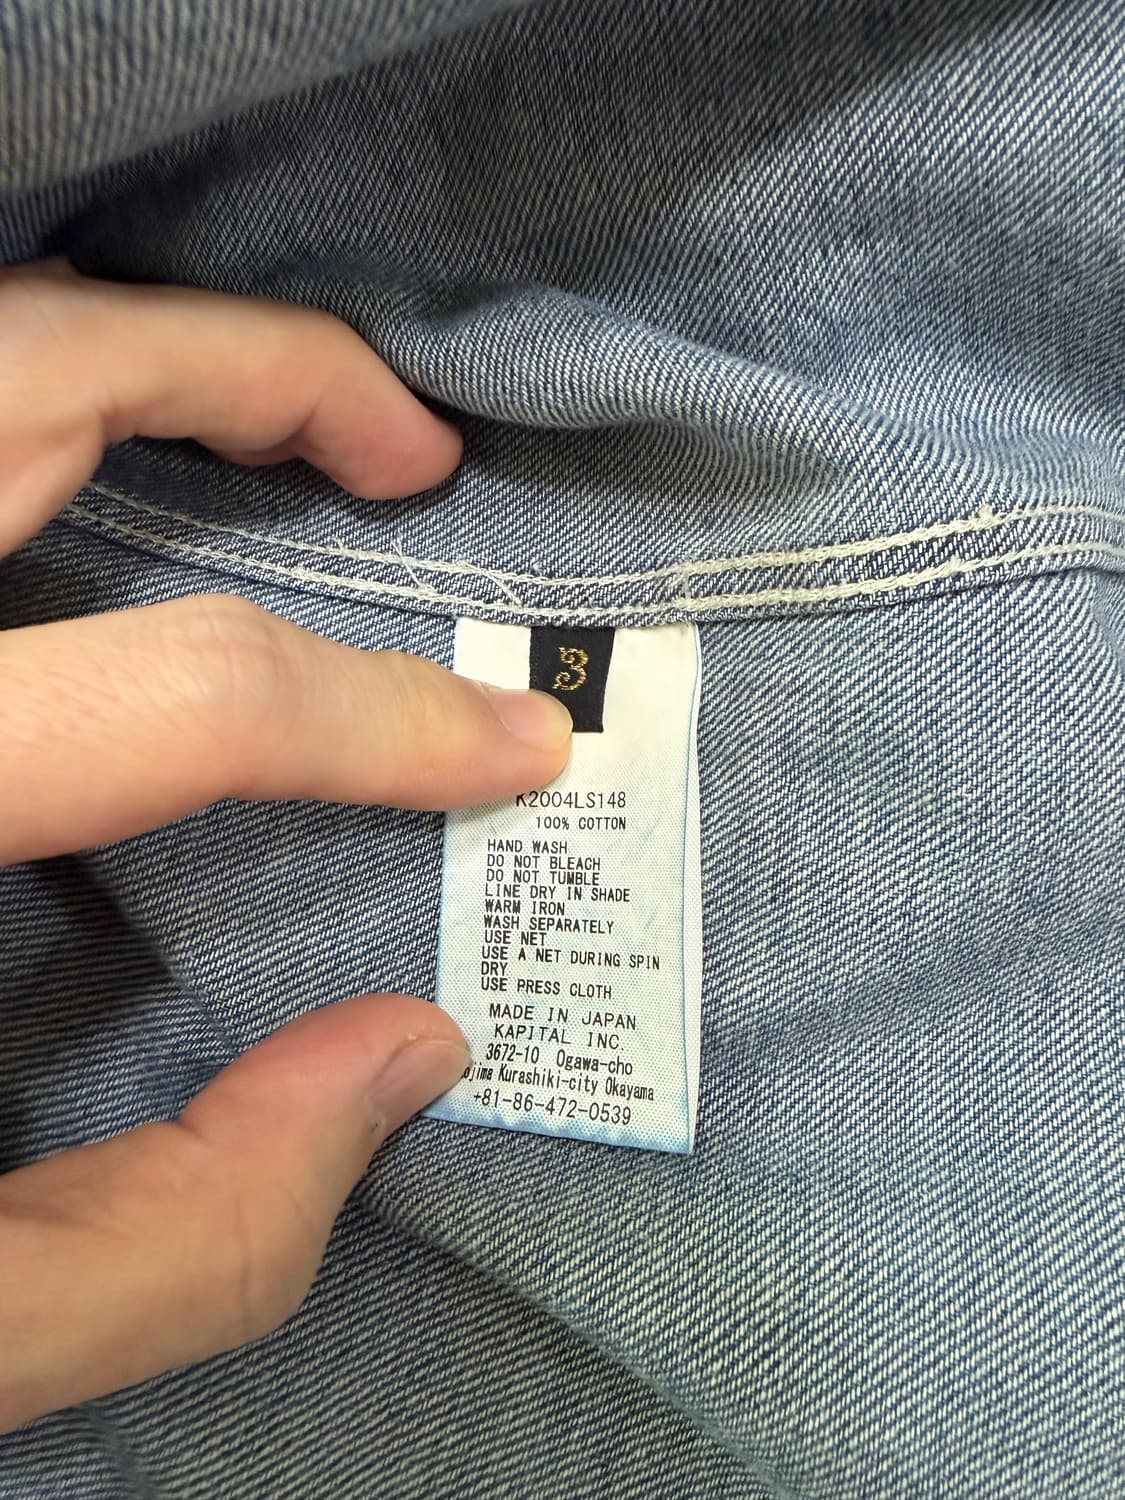 3
K2004LS148
100% COTTON
HAND WASH
DO NOT BLEACH
DO NOT TUMBLE
LINE DRY IN SHADE
WARM IRON
WASH SEPARATELY
USE NET
USE A NET DURING SPIN
DRY
USE PRESS CLOTH
MADE IN JAPAN
KAPITAL INC.
3672-10 Ogawa-cho
Kurashiki-city Okayama
+81-86-472-0539